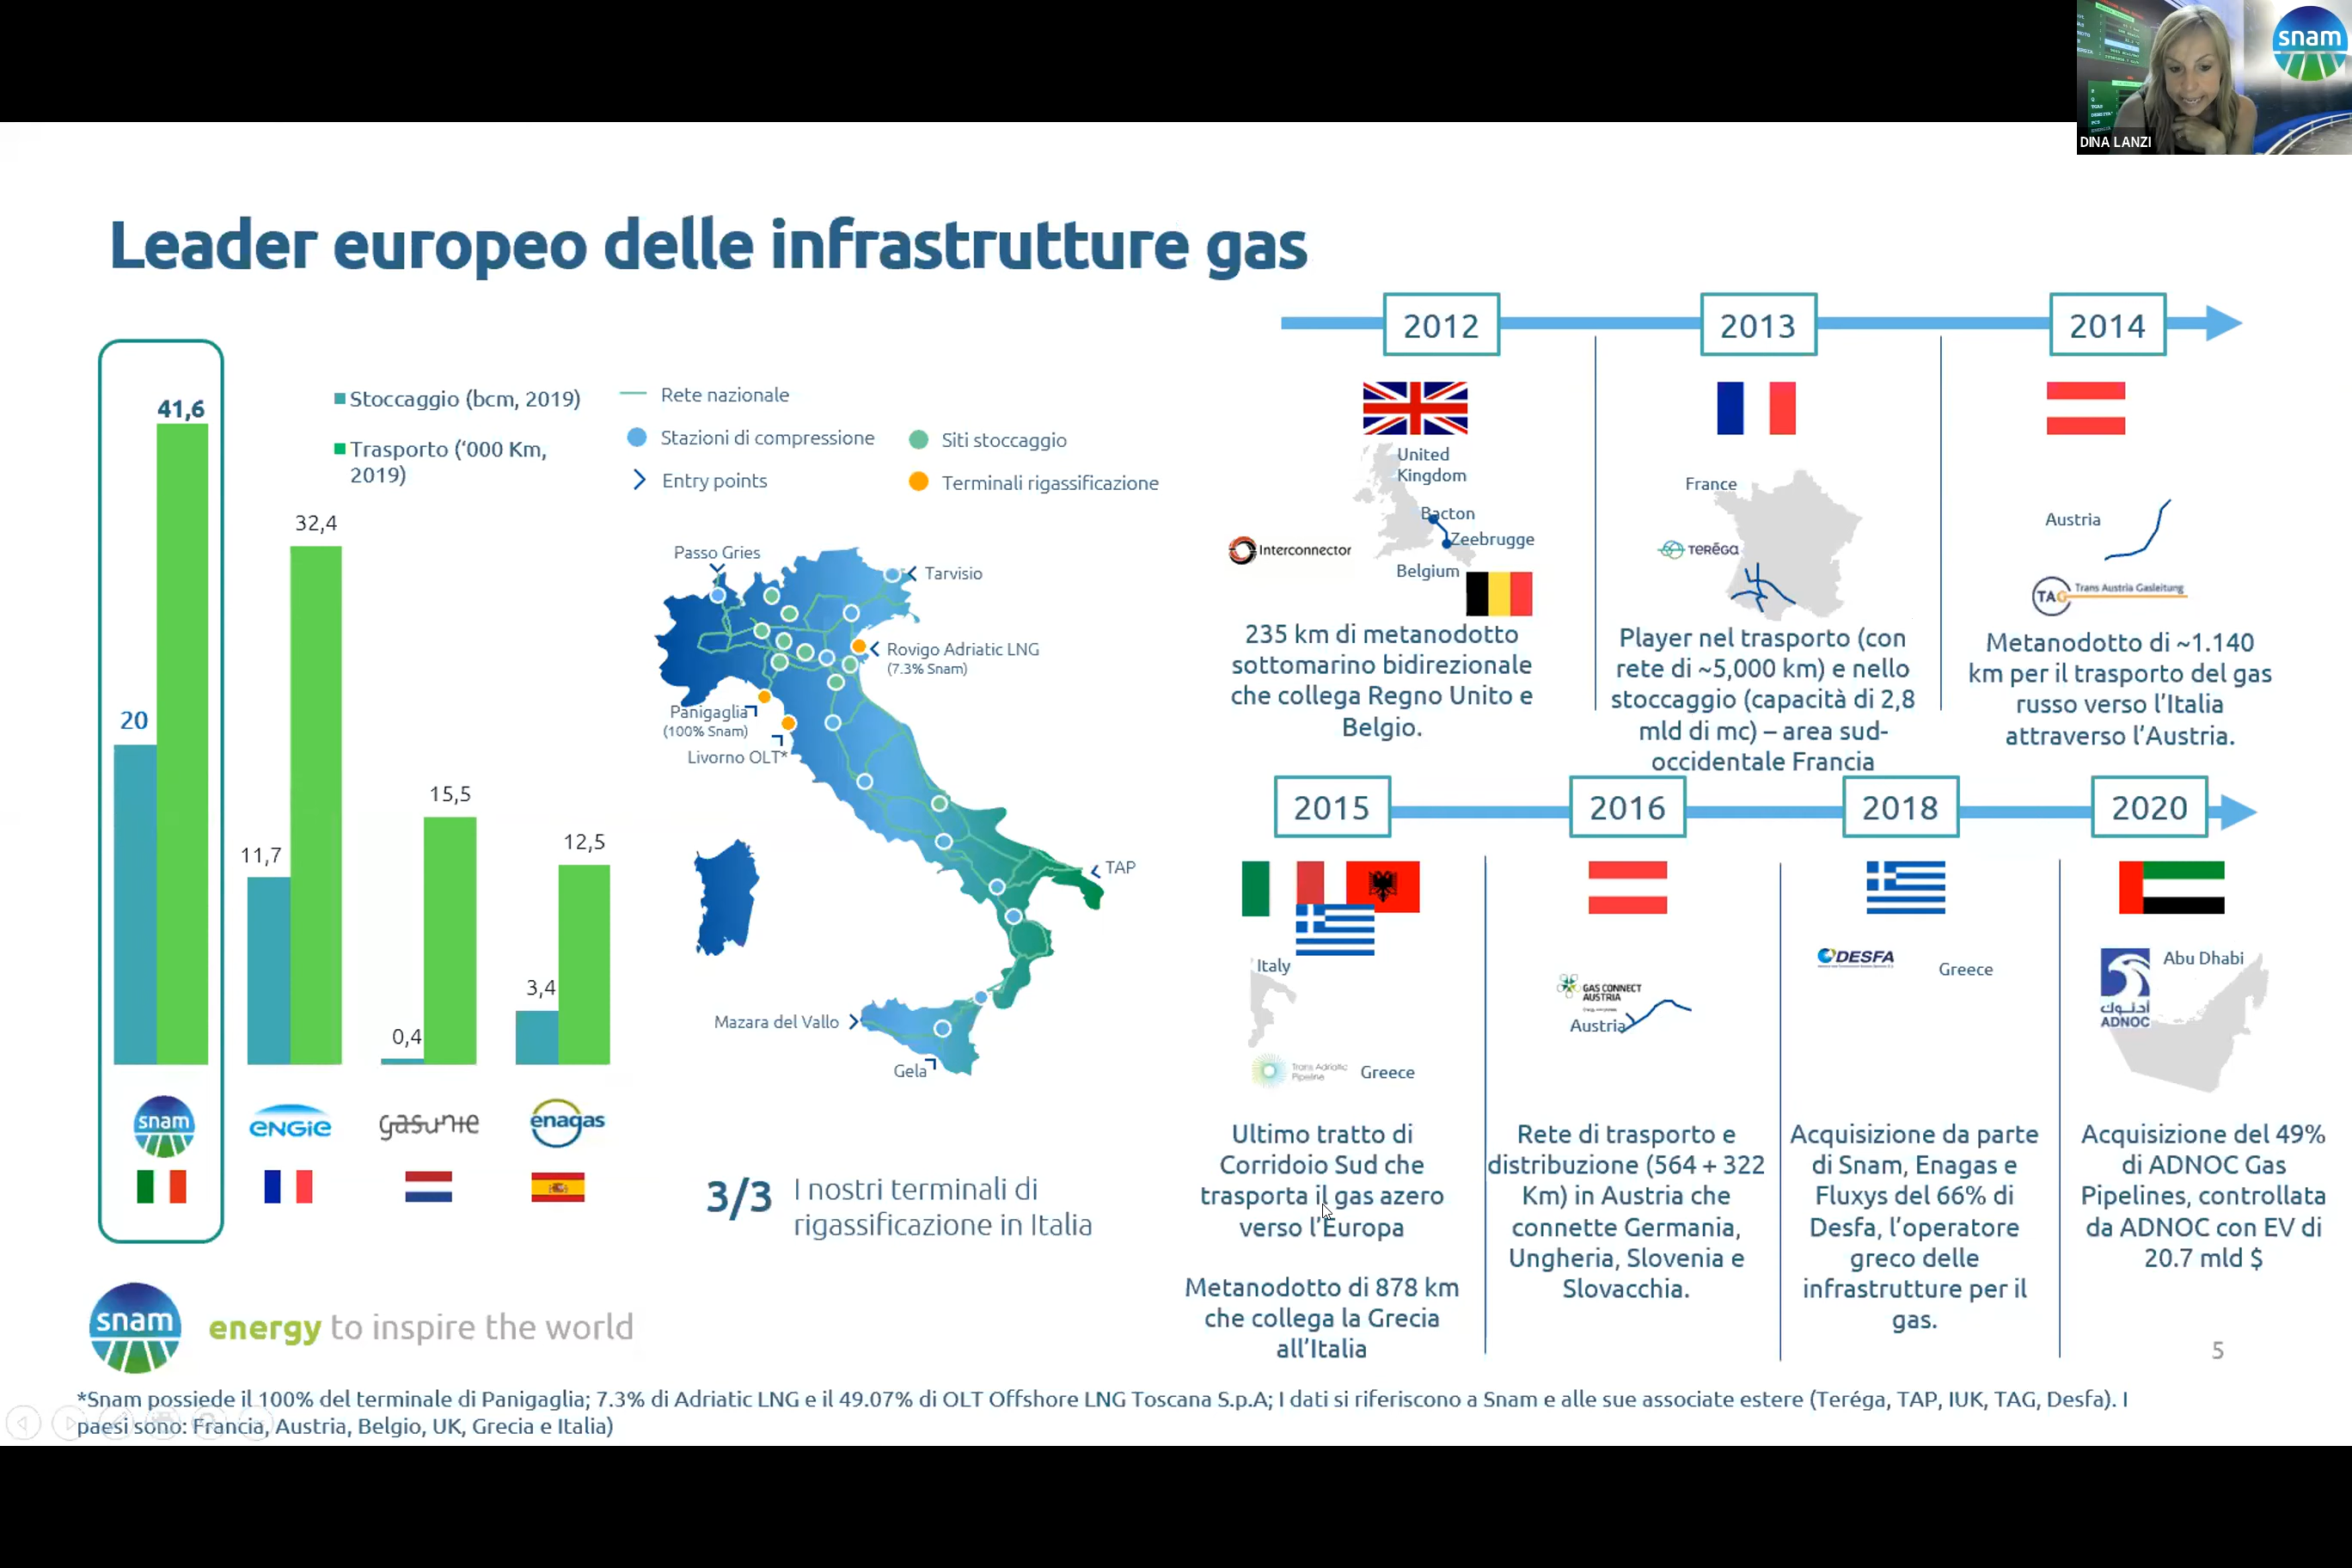 snam
DINA LANZI
Leader europeo delle infrastrutture gas
Stoccaggio (bcm, 2019)
Trasporto (‘000 Km,
2019)
Rete nazionale
Stazioni di compressione
Entry points
Siti stoccaggio
Terminali rigassificazione
41,6
20
32,4
11,7
15,5
0,4
12,5
3,4
snam
ENGIE
gasunie
enagas
Passo Gries
Tarvisio
Rovigo Adriatic LNG
(7.3% Snam)
Panigaglia
(100% Snam)
Livorno OLT*
TAP
Mazara del Vallo
Gela
3/3
I nostri terminali di
rigassificazione in Italia
2012
United
Kingdom
Bacton
Zeebrugge
Interconnector
Belgium
235 km di metanodotto
sottomarino bidirezionale
che collega Regno Unito e
Belgio.
2013
France
TERĒGA
Player nel trasporto (con
rete di ~5,000 km) e nello
stoccaggio (capacità di 2,8
mld di mc) – area sud-
occidentale Francia
2014
Austria
TAG Trans Austria Gasleitung
Metanodotto di ~1.140
km per il trasporto del gas
russo verso l’Italia
attraverso l’Austria.
2015
Italy
Trans Adriatic
Pipeline
Greece
Ultimo tratto di
Corridoio Sud che
trasporta il gas azero
verso l’Europa
Metanodotto di 878 km
che collega la Grecia
all’Italia
2016
GAS CONNECT
AUSTRIA
Austria
Rete di trasporto e
distribuzione (564 + 322
Km) in Austria che
connette Germania,
Ungheria, Slovenia e
Slovacchia.
2018
DESFA
Greece
Acquisizione da parte
di Snam, Enagas e
Fluxys del 66% di
Desfa, l’operatore
greco delle
infrastrutture per il
gas.
2020
Abu Dhabi
أدنوك
ADNOC
Acquisizione del 49%
di ADNOC Gas
Pipelines, controllata
da ADNOC con EV di
20.7 mld $
snam
energy to inspire the world
5
*Snam possiede il 100% del terminale di Panigaglia; 7.3% di Adriatic LNG e il 49.07% di OLT Offshore LNG Toscana S.p.A; I dati si riferiscono a Snam e alle sue associate estere (Teréga, TAP, IUK, TAG, Desfa). I
paesi sono: Francia, Austria, Belgio, UK, Grecia e Italia)